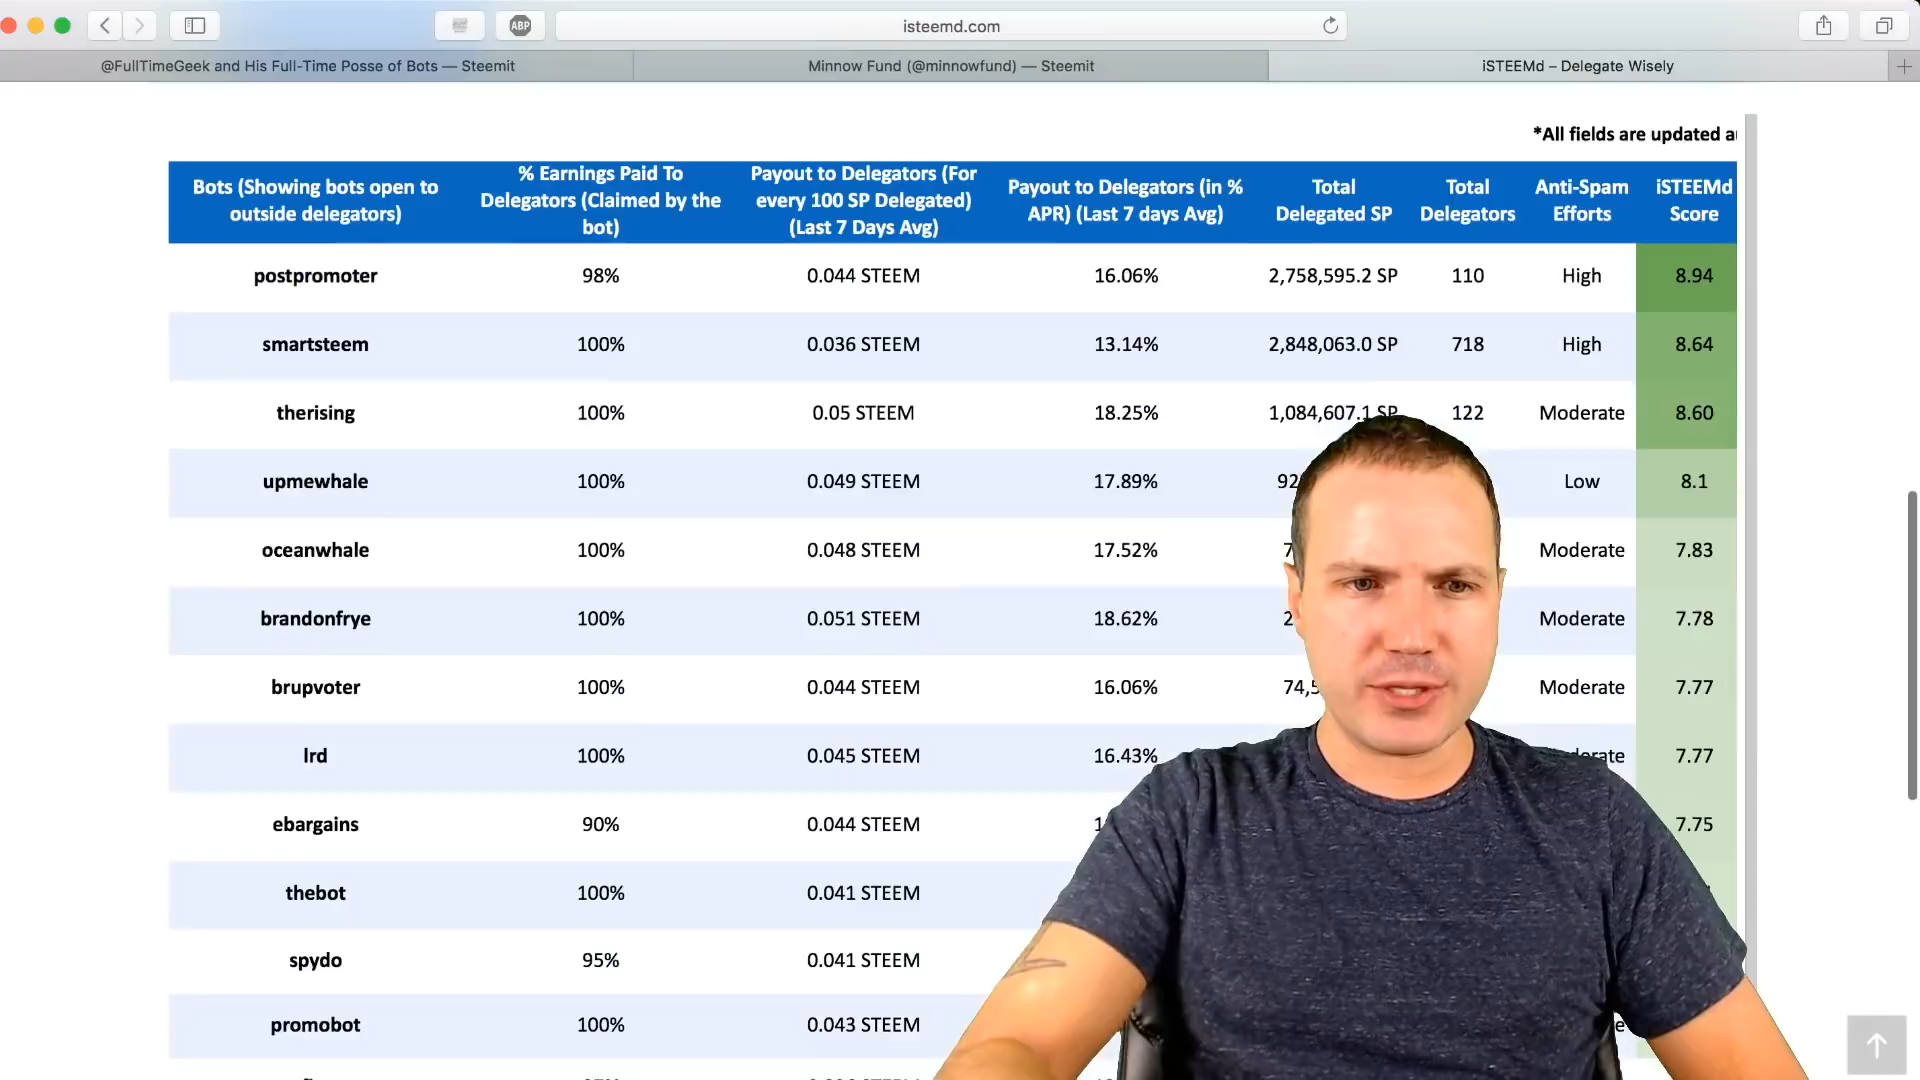 ABP
isteemd.com
@FullTimeGeek and His Full-Time Posse of Bots — Steemit
Minnow Fund (@minnowfund) — Steemit
iSTEEMd – Delegate Wisely
*All fields are updated
Bots (Showing bots open to outside delegators) % Earnings Paid To Delegators (Claimed by the bot) Payout to Delegators (For every 100 SP Delegated) (Last 7 Days Avg) Payout to Delegators (in % APR) (Last 7 days Avg) Total Delegated SP Total Delegators Anti-Spam Efforts iSTEEMd Score
postpromoter 98% 0.044 STEEM 16.06% 2,758,595.2 SP 110 High 8.94
smartsteem 100% 0.036 STEEM 13.14% 2,848,063.0 SP 718 High 8.64
therising 100% 0.05 STEEM 18.25% 1,084,607.1 SP 122 Moderate 8.60
upmewhale 100% 0.049 STEEM 17.89% Low 8.1
oceanwhale 100% 0.048 STEEM 17.52% Moderate 7.83
brandonfrye 100% 0.051 STEEM 18.62% Moderate 7.78
brupvoter 100% 0.044 STEEM 16.06% Moderate 7.77
lrd 100% 0.045 STEEM 16.43% 7.77
ebargains 90% 0.044 STEEM 7.75
thebot 100% 0.041 STEEM
spydo 95% 0.041 STEEM
promobot 100% 0.043 STEEM